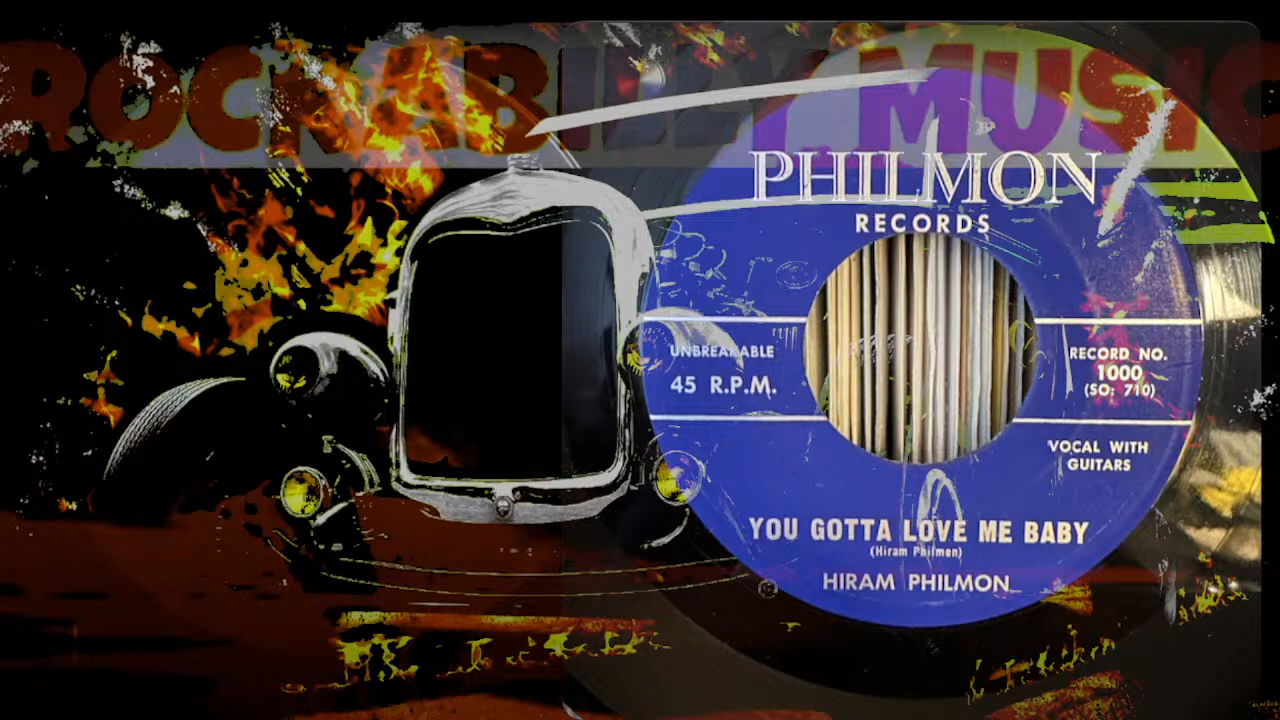 ROCKABILLY MUSIC
PHILMON
RECORDS
UNBREAKABLE
45 R.P.M.
RECORD NO.
1000
(SO: 710)
VOCAL WITH
GUITARS
YOU GOTTA LOVE ME BABY
(Hiram Philmon)
HIRAM PHILMON